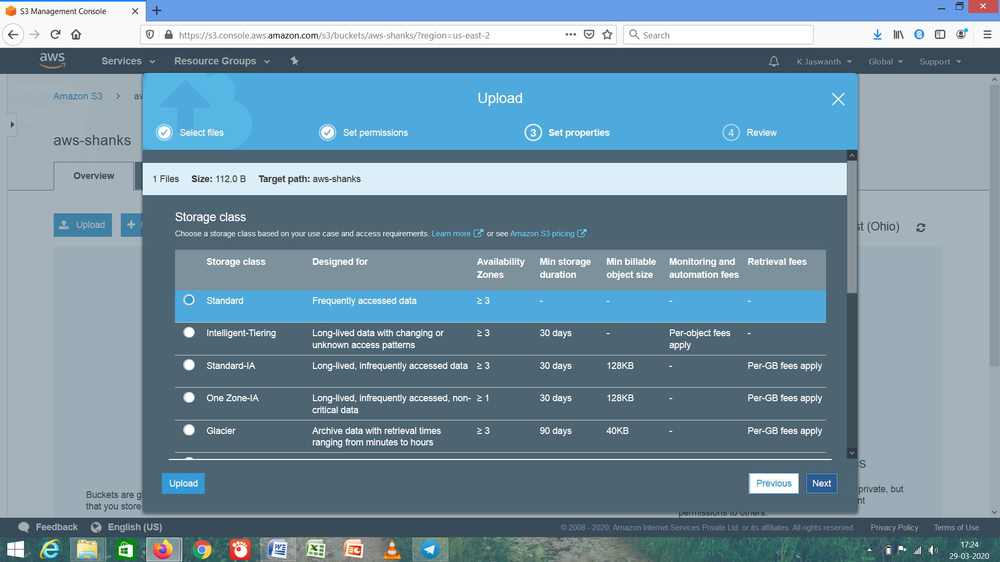 S3 Management Console
https://s3.console.aws.amazon.com/s3/buckets/aws-shanks/?region=us-east-2
Search
aws
Services
Resource Groups
K Jaswanth
Global
Support
Amazon S3
aws-shanks
Upload
Select files
Set permissions
3 Set properties
4 Review
Overview
1 Files Size: 112.0 B Target path: aws-shanks
Upload
(Ohio)
Storage class
Choose a storage class based on your use case and access requirements. Learn more or see Amazon S3 pricing
Storage class Designed for Availability Zones Min storage duration Min billable object size Monitoring and automation fees Retrieval fees
Standard Frequently accessed data ≥ 3 - - - -
Intelligent-Tiering Long-lived data with changing or ≥ 3 30 days - Per-object fees -
unknown access patterns apply
Standard-IA Long-lived, infrequently accessed data ≥ 3 30 days 128KB - Per-GB fees apply
One Zone-IA Long-lived, infrequently accessed, non- ≥ 1 30 days 128KB - Per-GB fees apply
critical data
Glacier Archive data with retrieval times ≥ 3 90 days 40KB - Per-GB fees apply
ranging from minutes to hours
Upload
Previous
Next
Buckets are
that you store
private, but
permissions to others.
Feedback
English (US)
© 2008 - 2020, Amazon Internet Services Private Ltd. or its affiliates. All rights reserved.
Privacy Policy
Terms of Use
17:24
29-03-2020